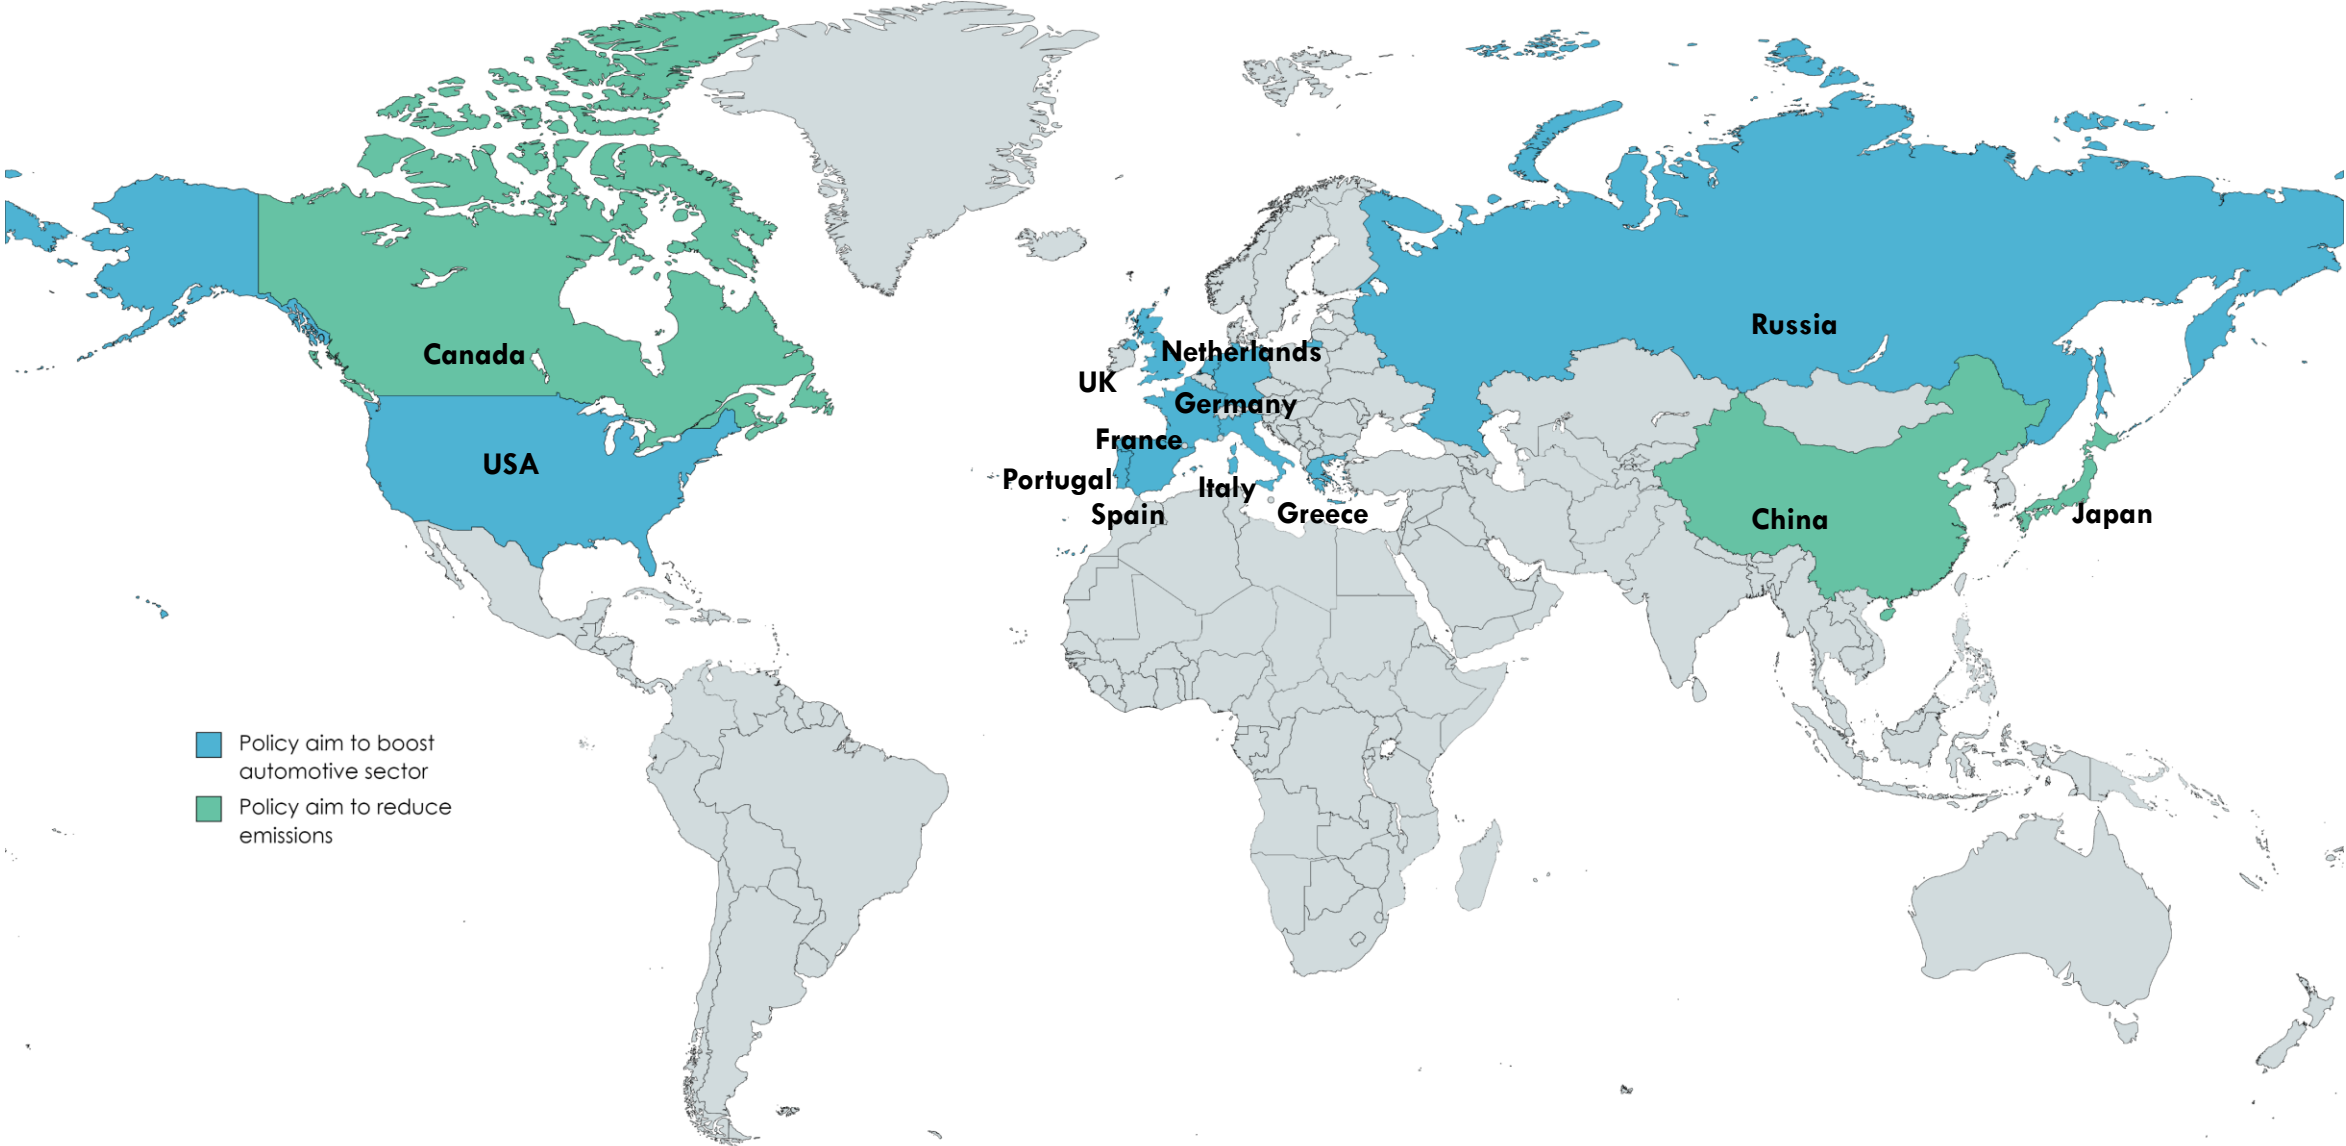 Canada
USA
Netherlands
UK
Germany
France
Portugal
Italy
Spain
Greece
Russia
China
Japan
Policy aim to boost
automotive sector
Policy aim to reduce
emissions